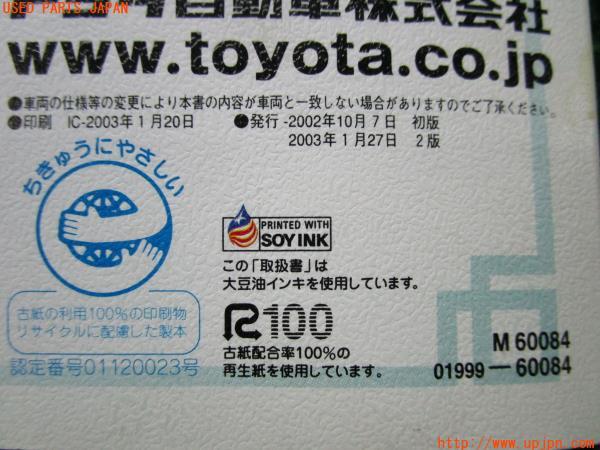 USED PARTS JAPAN
自動車株式会社
www.toyota.co.jp
●車両の仕様等の変更により本書の内容が車両と一致しない場合がありますのでご了承ください。
●印刷 IC-2003年1月20日 ●発行-2002年10月7日 初版
2003年1月27日 2版
ちきゅうにやさしい
PRINTED WITH
SOY INK
この「取扱書」は
大豆油インキを使用しています。
古紙の利用100%の印刷物
リサイクルに配慮した製本
認定番号01120023号
R100
古紙配合率100%の
再生紙を使用しています。
M 60084
01999—60084
http://www.upjpn.com/